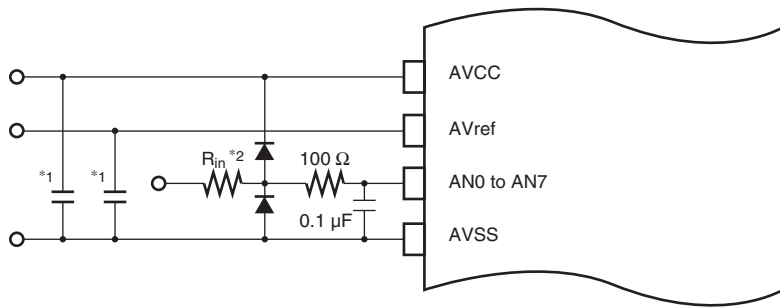 AVCC
AVref
Rin *2
100 Ω
*1
*1
AN0 to AN7
0.1 µF
AVSS